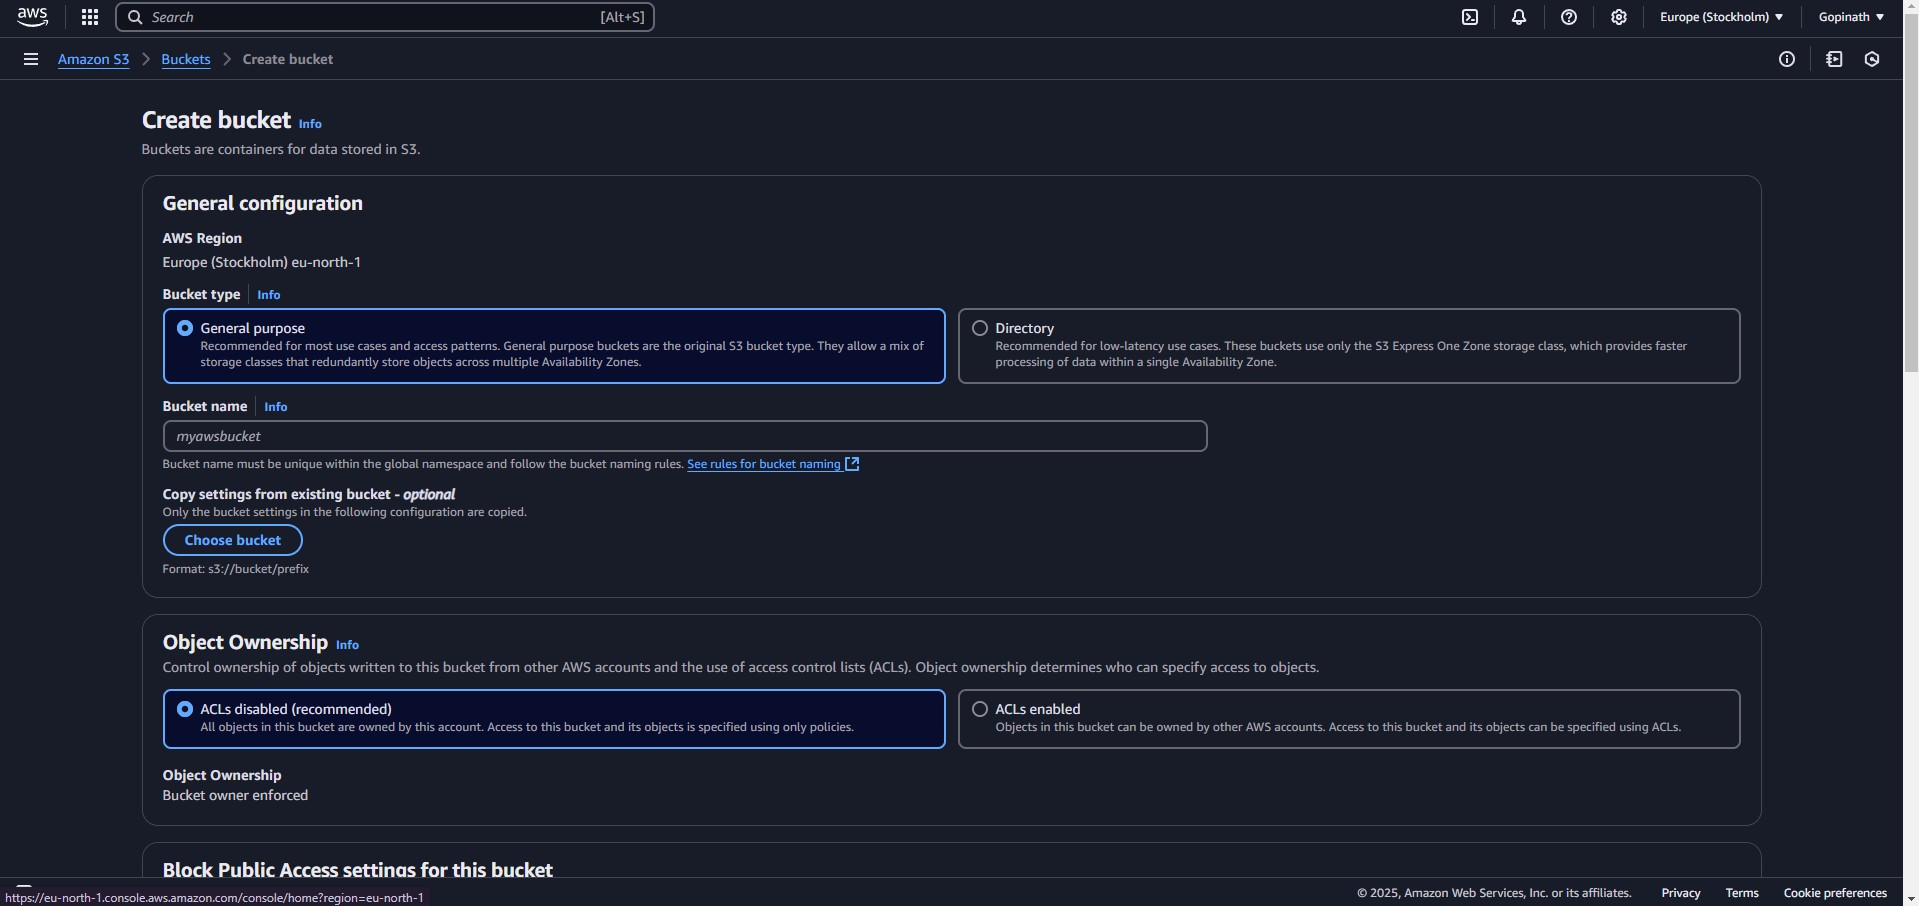 aws
Search [Alt+S]
Europe (Stockholm)
Gopinath
Amazon S3
Buckets
Create bucket
Create bucket Info
Buckets are containers for data stored in S3.
General configuration
AWS Region
Europe (Stockholm) eu-north-1
Bucket type Info
General purpose
Recommended for most use cases and access patterns. General purpose buckets are the original S3 bucket type. They allow a mix of
storage classes that redundantly store objects across multiple Availability Zones.
Directory
Recommended for low-latency use cases. These buckets use only the S3 Express One Zone storage class, which provides faster
processing of data within a single Availability Zone.
Bucket name Info
myawsbucket
Bucket name must be unique within the global namespace and follow the bucket naming rules. See rules for bucket naming
Copy settings from existing bucket - optional
Only the bucket settings in the following configuration are copied.
Choose bucket
Format: s3://bucket/prefix
Object Ownership Info
Control ownership of objects written to this bucket from other AWS accounts and the use of access control lists (ACLs). Object ownership determines who can specify access to objects.
ACLs disabled (recommended)
All objects in this bucket are owned by this account. Access to this bucket and its objects is specified using only policies.
ACLs enabled
Objects in this bucket can be owned by other AWS accounts. Access to this bucket and its objects can be specified using ACLs.
Object Ownership
Bucket owner enforced
Block Public Access settings for this bucket
https://eu-north-1.console.aws.amazon.com/console/home?region=eu-north-1
© 2025, Amazon Web Services, Inc. or its affiliates. Privacy Terms Cookie preferences